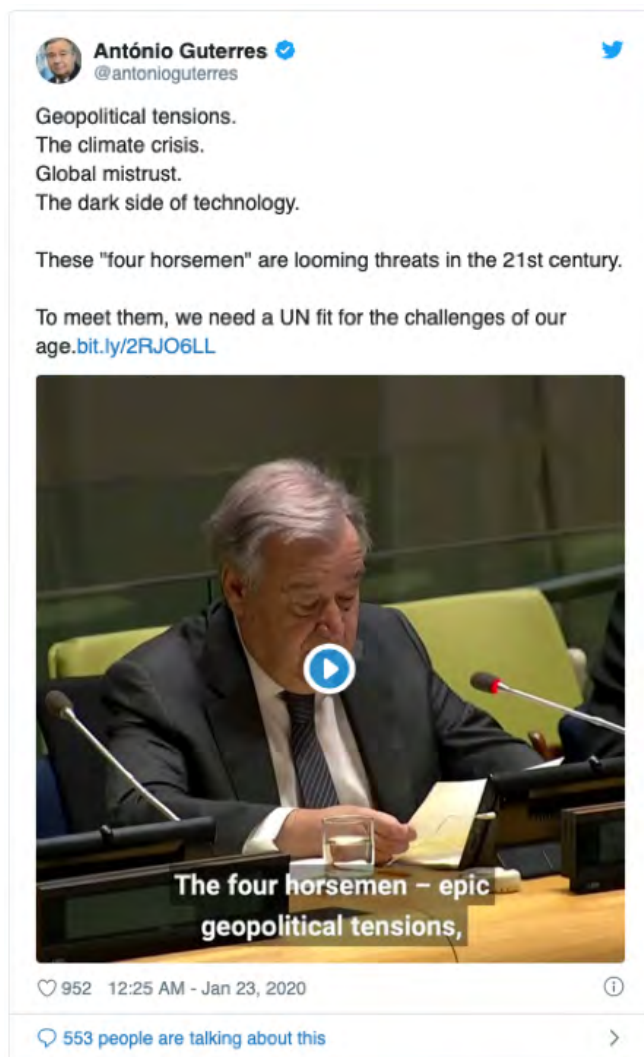 António Guterres
@antonioguterres
Geopolitical tensions.
The climate crisis.
Global mistrust.
The dark side of technology.
These "four horsemen" are looming threats in the 21st century.
To meet them, we need a UN fit for the challenges of our
age.bit.ly/2RJO6LL
The four horsemen – epic
geopolitical tensions,
952 12:25 AM - Jan 23, 2020
553 people are talking about this